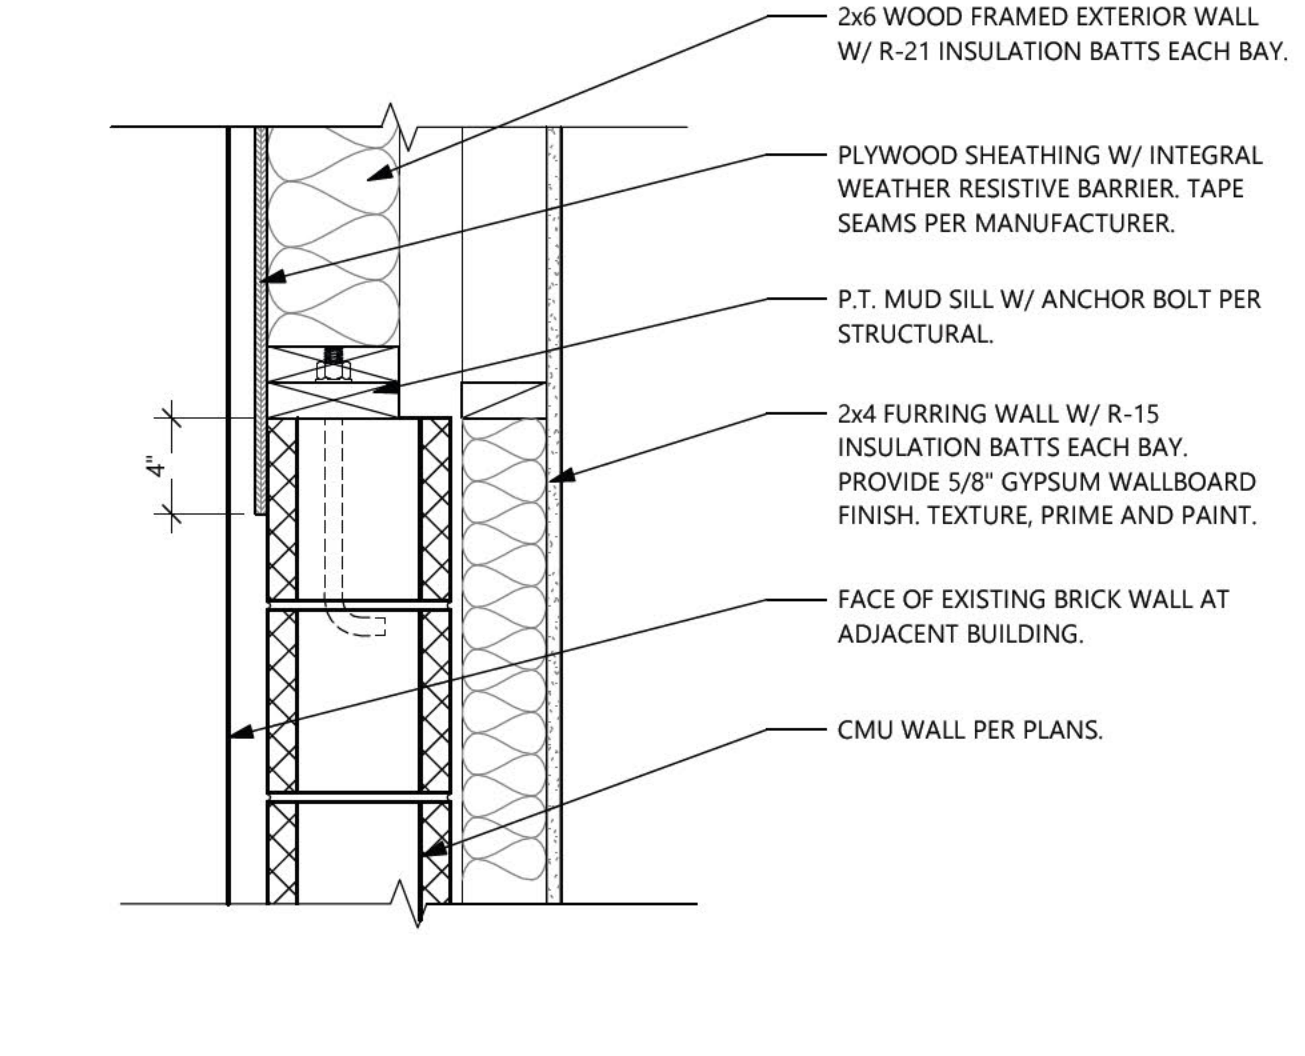 2x6 WOOD FRAMED EXTERIOR WALL
W/ R-21 INSULATION BATTS EACH BAY.
PLYWOOD SHEATHING W/ INTEGRAL
WEATHER RESISTIVE BARRIER. TAPE
SEAMS PER MANUFACTURER.
P.T. MUD SILL W/ ANCHOR BOLT PER
STRUCTURAL.
2x4 FURRING WALL W/ R-15
INSULATION BATTS EACH BAY.
PROVIDE 5/8" GYPSUM WALLBOARD
FINISH. TEXTURE, PRIME AND PAINT.
4"
FACE OF EXISTING BRICK WALL AT
ADJACENT BUILDING.
CMU WALL PER PLANS.